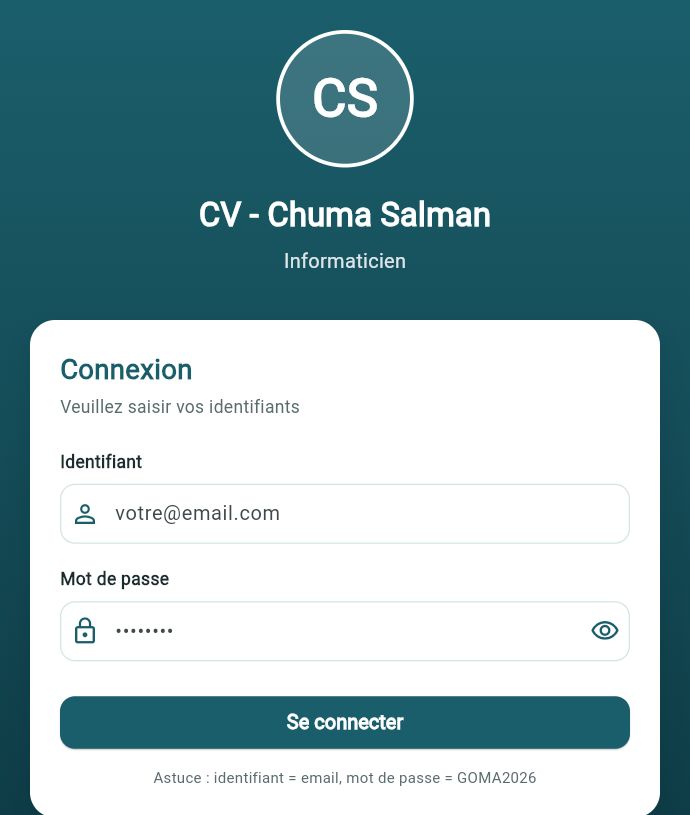 CS
CV - Chuma Salman
Informaticien
Connexion
Veuillez saisir vos identifiants
Identifiant
votre@email.com
Mot de passe
••••••••
Se connecter
Astuce : identifiant = email, mot de passe = GOMA2026